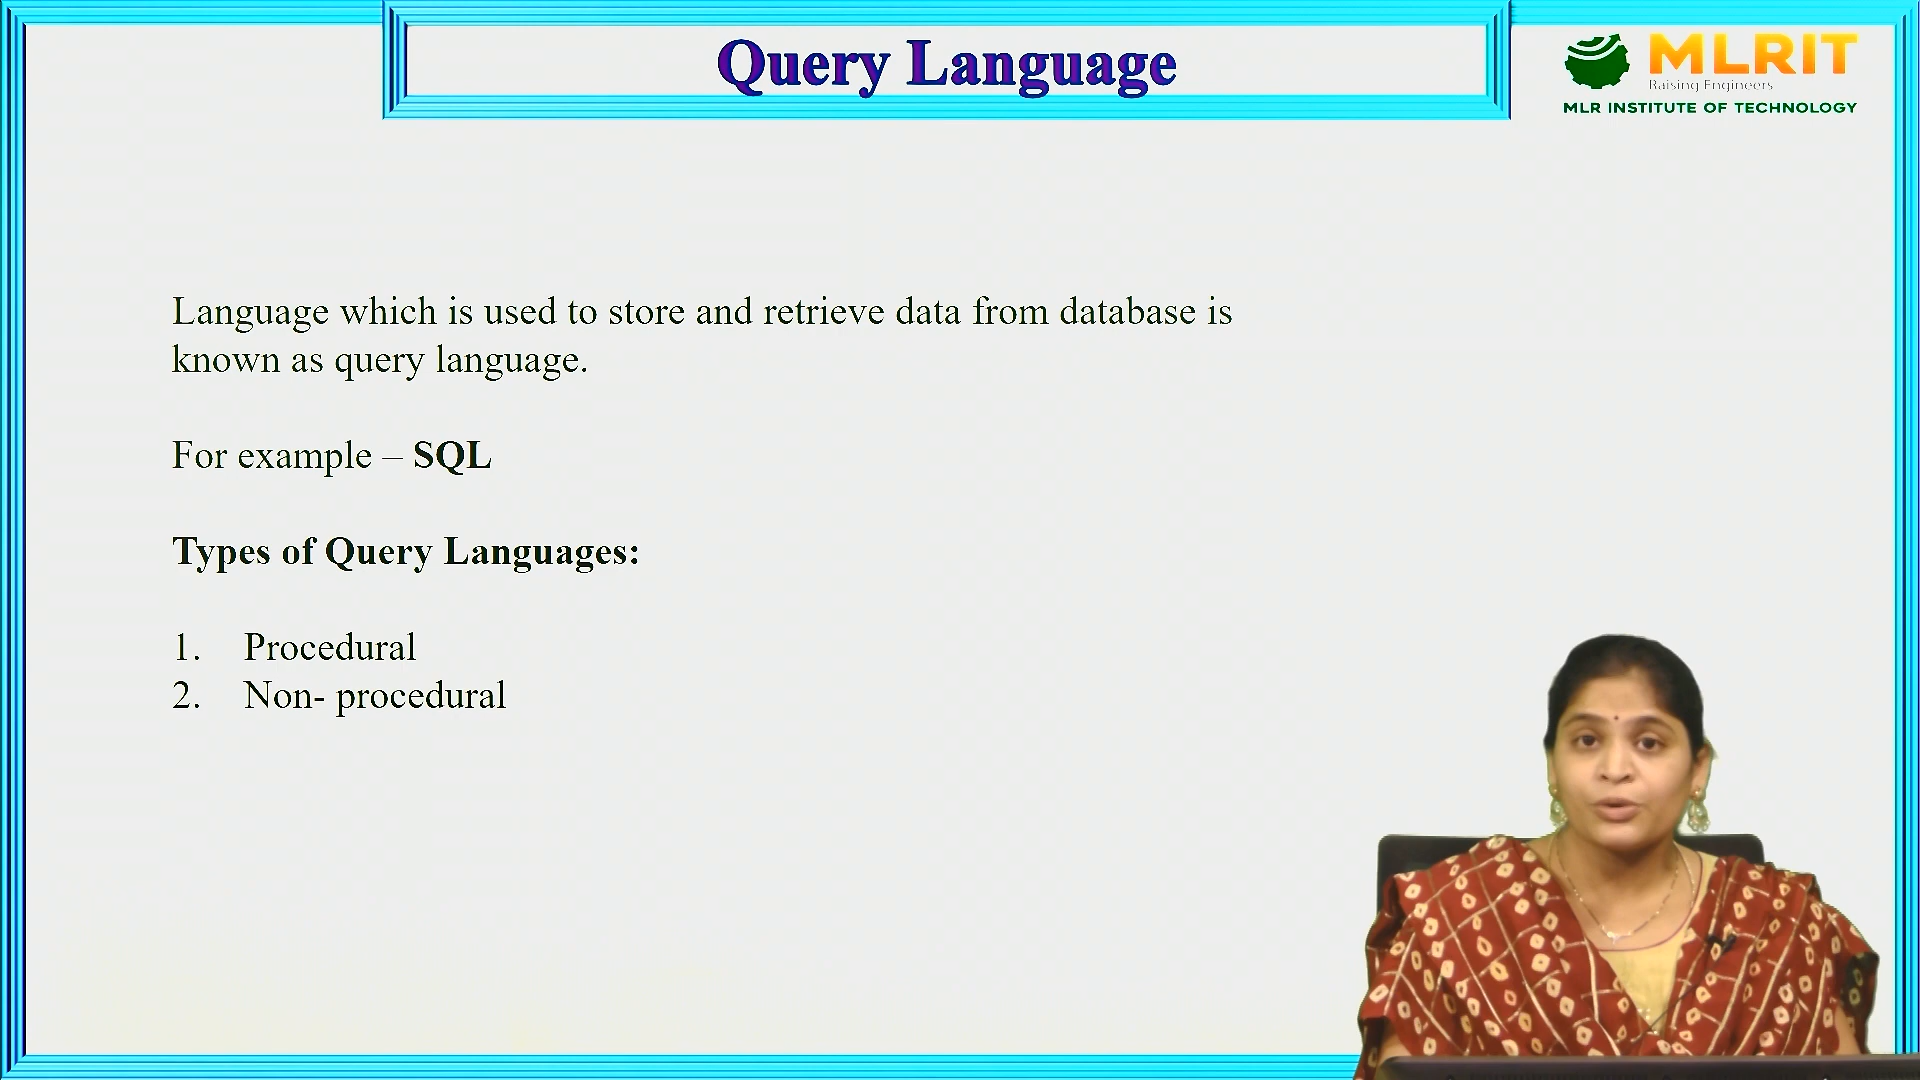 Query Language
MLRIT
Raising Engineers
MLR INSTITUTE OF TECHNOLOGY
Language which is used to store and retrieve data from database is
known as query language.
For example – SQL
Types of Query Languages:
1. Procedural
2. Non- procedural